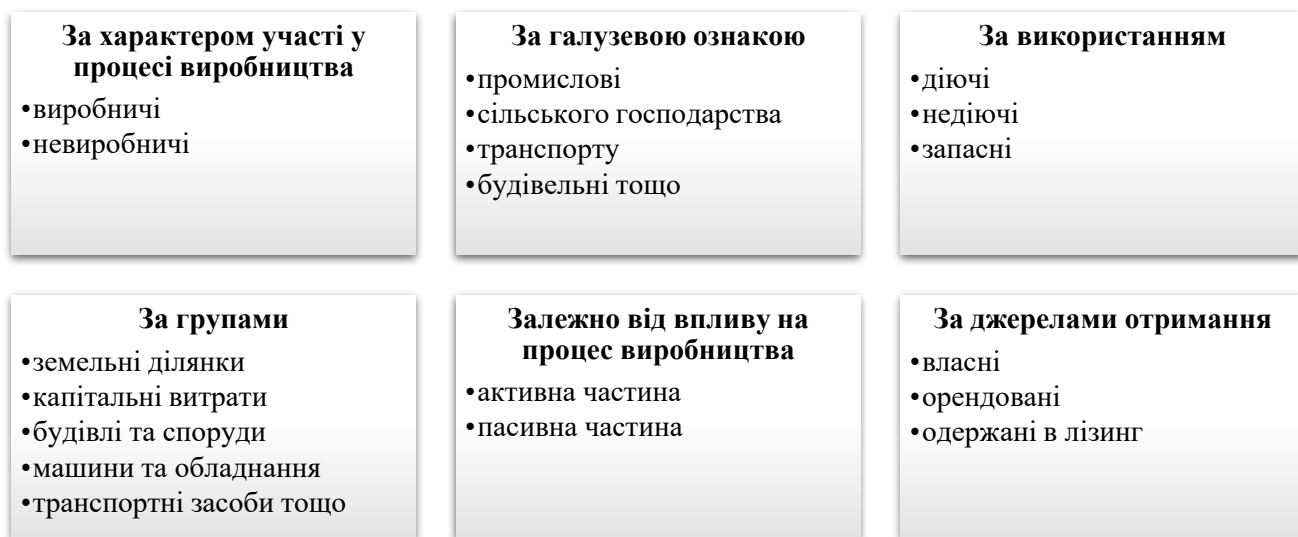 За характером участі у
процесі виробництва
•виробничі
•невиробничі
За галузевою ознакою
•промислові
•сільського господарства
•транспорту
•будівельні тощо
За використанням
•діючі
•недіючі
•запасні
За групами
•земельні ділянки
•капітальні витрати
•будівлі та споруди
•машини та обладнання
•транспортні засоби тощо
Залежно від впливу на
процес виробництва
•активна частина
•пасивна частина
За джерелами отримання
•власні
•орендовані
•одержані в лізинг